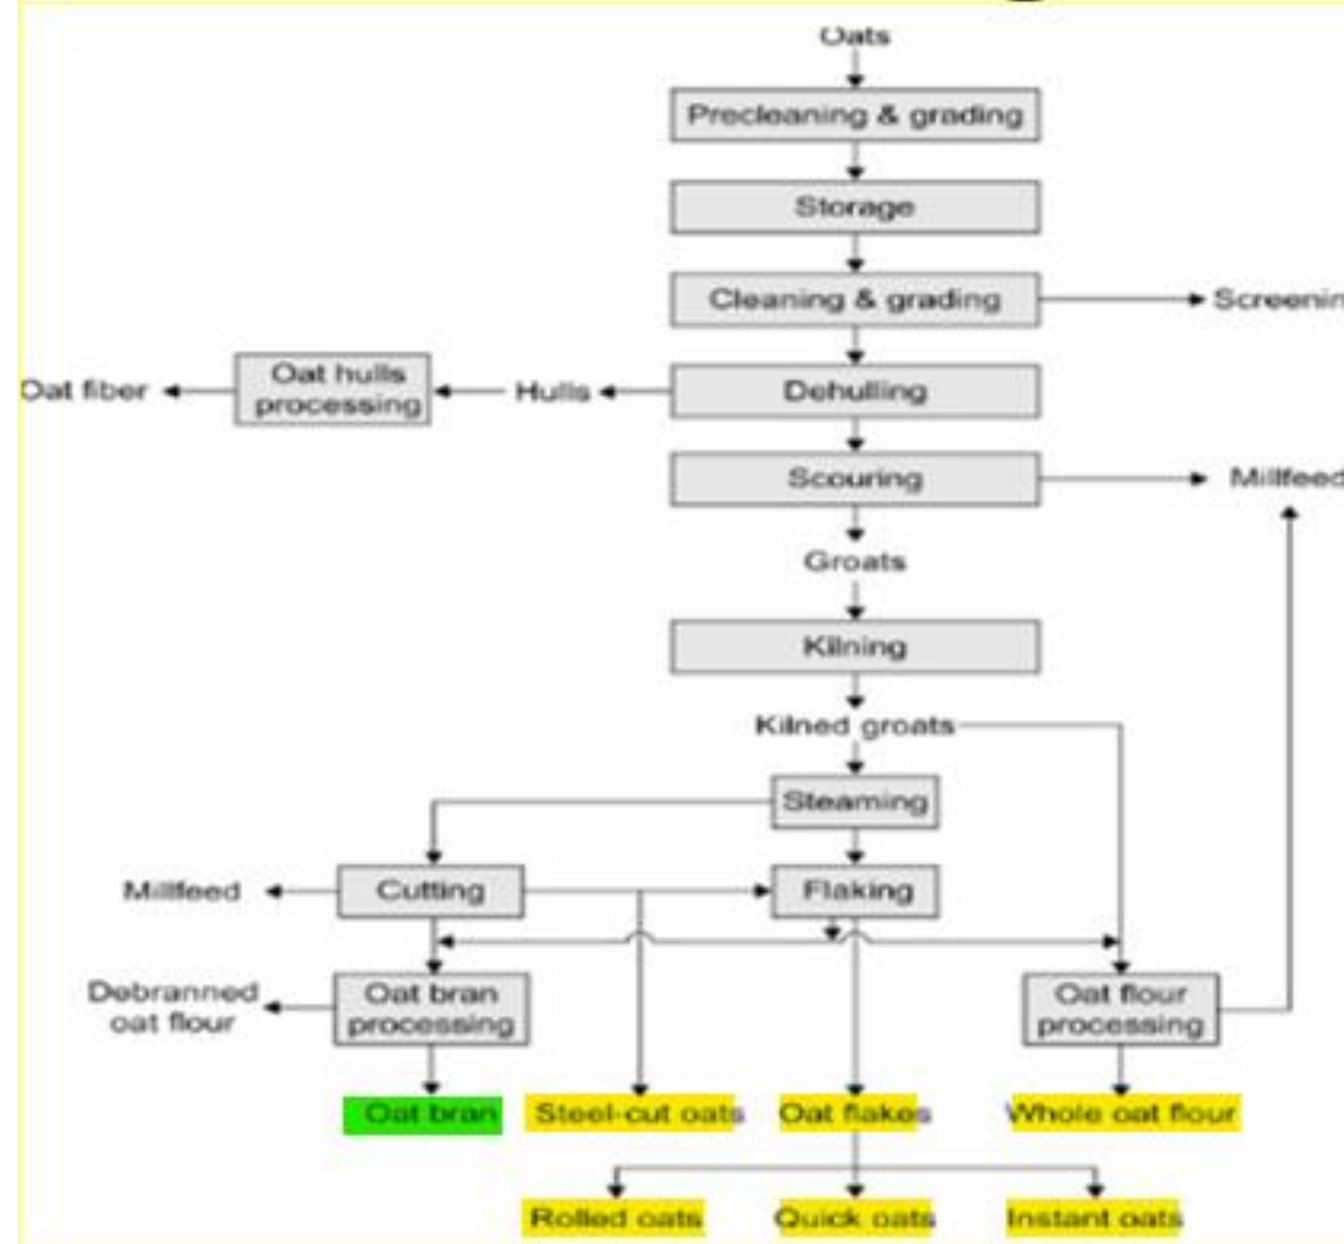 Oats
Precleaning & grading
Storage
Cleaning & grading
Screenin
Oat hulls
processing
Oat fiber
Hulls
Dehulling
Scouring
Millfeed
Groats
Kilning
Kilned groats
Steaming
Millfeed
Cutting
Flaking
Debranned
oat flour
Oat bran
processing
Oat flour
processing
Oat bran
Steel-cut oats
Oat flakes
Whole oat flour
Rolled oats
Quick oats
Instant oats